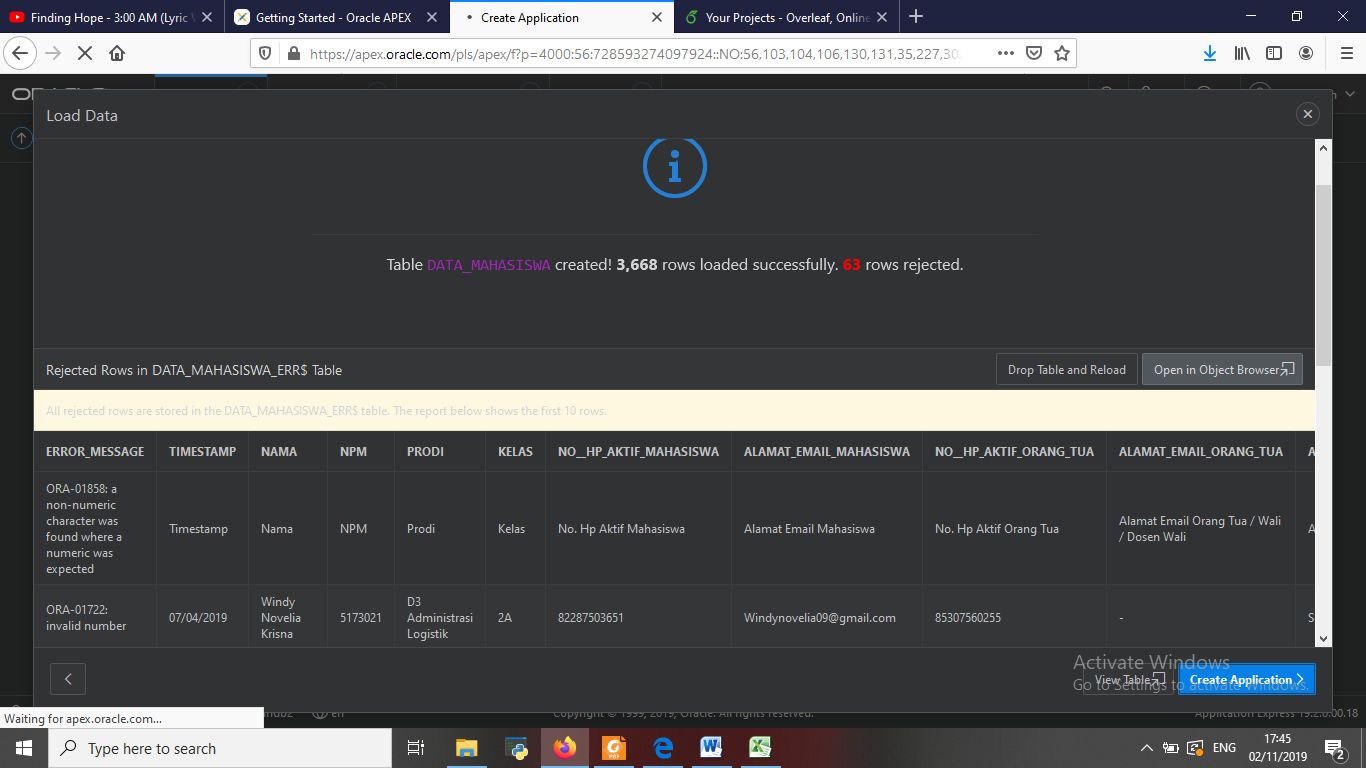 Finding Hope - 3:00 AM (Lyric
Getting Started - Oracle APEX
Create Application
Your Projects - Overleaf, Online
https://apex.oracle.com/pls/apex/f?p=4000:56:728593274097924::NO:56,103,104,106,130,131,35,227,30
Load Data
Table DATA_MAHASISWA created! 3,668 rows loaded successfully. 63 rows rejected.
Rejected Rows in DATA_MAHASISWA_ERR$ Table
Drop Table and Reload
Open in Object Browser
All rejected rows are stored in the DATA_MAHASISWA_ERR$ table. The report below shows the first 10 rows.
ERROR_MESSAGE TIMESTAMP NAMA NPM PRODI KELAS NO__HP_AKTIF_MAHASISWA ALAMAT_EMAIL_MAHASISWA NO__HP_AKTIF_ORANG_TUA ALAMAT_EMAIL_ORANG_TUA A
ORA-01858: a
non-numeric
character was
found where a
numeric was
expected
Timestamp
Nama
NPM
Prodi
Kelas
No. Hp Aktif Mahasiswa
Alamat Email Mahasiswa
No. Hp Aktif Orang Tua
Alamat Email Orang Tua / Wali
/ Dosen Wali
A
ORA-01722:
invalid number
07/04/2019
Windy
Novelia
Krisna
5173021
D3
Administrasi
Logistik
2A
82287503651
Windynovelia09@gmail.com
85307560255
-
S
Activate Windows
Go to Settings to activate Windows.
View Table
Create Application
Waiting for apex.oracle.com...
en
Copyright © 1999, 2019, Oracle. All rights reserved.
Application Express 19.2.0.00.18
Type here to search
ENG
17:45
02/11/2019
2